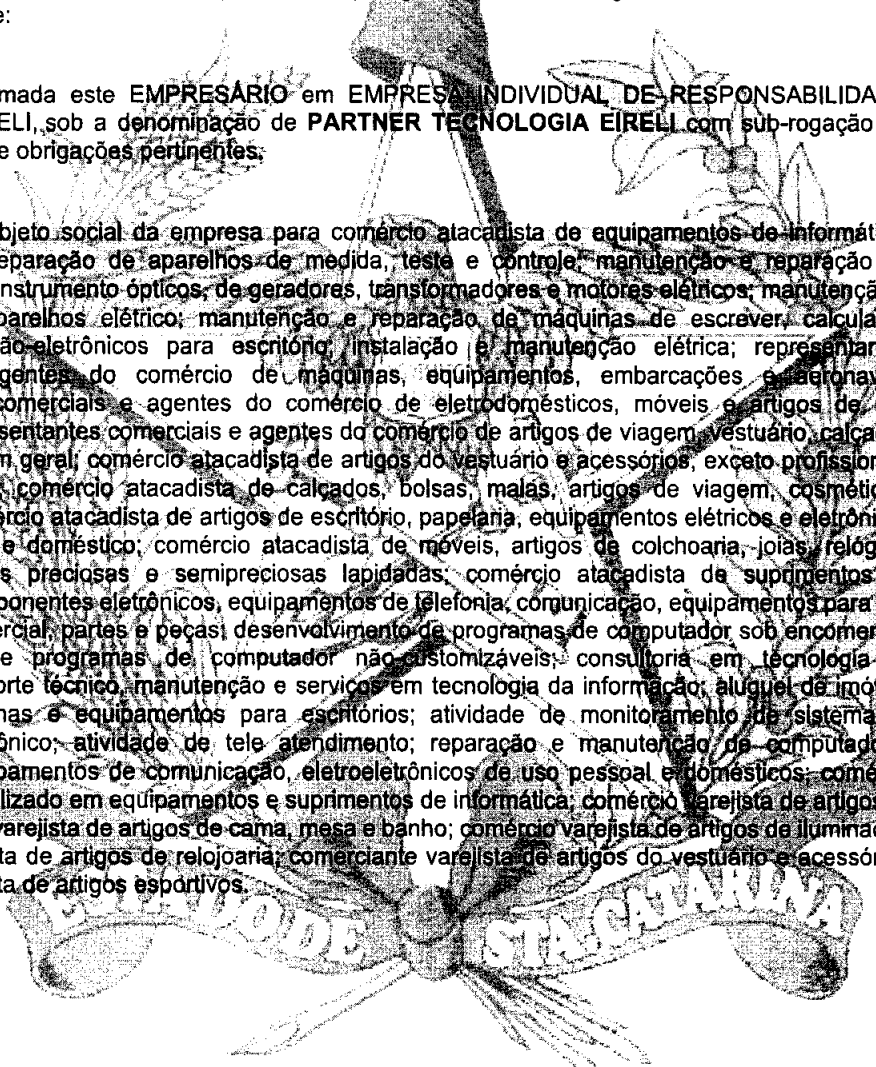 e:
mada este EMPRESÁRIO em EMPRESA INDIVIDUAL DE RESPONSABILIDA
ELI, sob a denominação de PARTNER TECNOLOGIA EIRELI com sub-rogação
e obrigações pertinentes.
bjeto social da empresa para comércio atacadista de equipamentos de informát
eparação de aparelhos de medida, teste e controle; manutenção e reparação
nstrumento ópticos, de geradores, transformadores e motores elétricos; manutençã
parelhos elétrico; manutenção e reparação de máquinas de escrever, calcula
ão-eletrônicos para escritório; instalação e manutenção elétrica; representan
gentes do comércio de máquinas, equipamentos, embarcações e aeronav
comerciais e agentes do comércio de eletrodomésticos, móveis e artigos de
sentantes comerciais e agentes do comércio de artigos de viagem, vestuário, calça
m geral; comércio atacadista de artigos do vestuário e acessórios, exceto profission
comércio atacadista de calçados, bolsas, malas, artigos de viagem, cosmétic
ércio atacadista de artigos de escritório, papelaria, equipamentos elétricos e eletrôni
e doméstico; comércio atacadista de móveis, artigos de colchoaria, joias, relóg
s preciosas e semipreciosas lapidadas; comércio atacadista de suprimentos
ponentes eletrônicos, equipamentos de telefonia, comunicação, equipamentos para
ercial, partes e peças; desenvolvimento de programas de computador sob encomen
e programas de computador não-customizáveis; consultoria em tecnologia
orte técnico, manutenção e serviços em tecnologia da informação; aluguel de imóv
nas e equipamentos para escritórios; atividade de monitoramento de sistema
ônico; atividade de tele atendimento; reparação e manutenção de computado
pamentos de comunicação, eletroeletrônicos de uso pessoal e domésticos; comé
lizado em equipamentos e suprimentos de informática; comércio varejista de artigos
varejista de artigos de cama, mesa e banho; comércio varejista de artigos de iluminaç
ta de artigos de relojoaria; comerciante varejista de artigos do vestuário e acessór
ta de artigos esportivos.
ESTADO DE STA. CATARINA